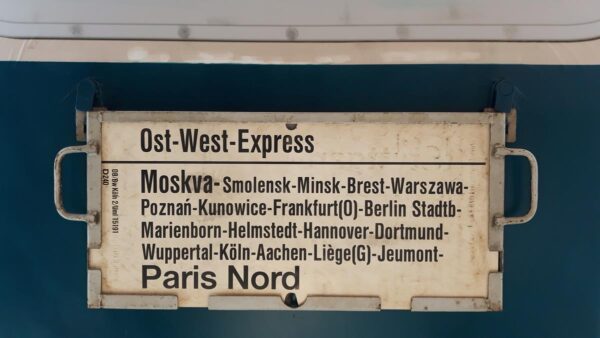 Ost-West-Express
Moskva-Smolensk-Minsk-Brest-Warszawa-
Poznań-Kunowice-Frankfurt(O)-Berlin Stadtb-
Marienborn-Helmstedt-Hannover-Dortmund-
Wuppertal-Köln-Aachen-Liège(G)-Jeumont-
Paris Nord
D240